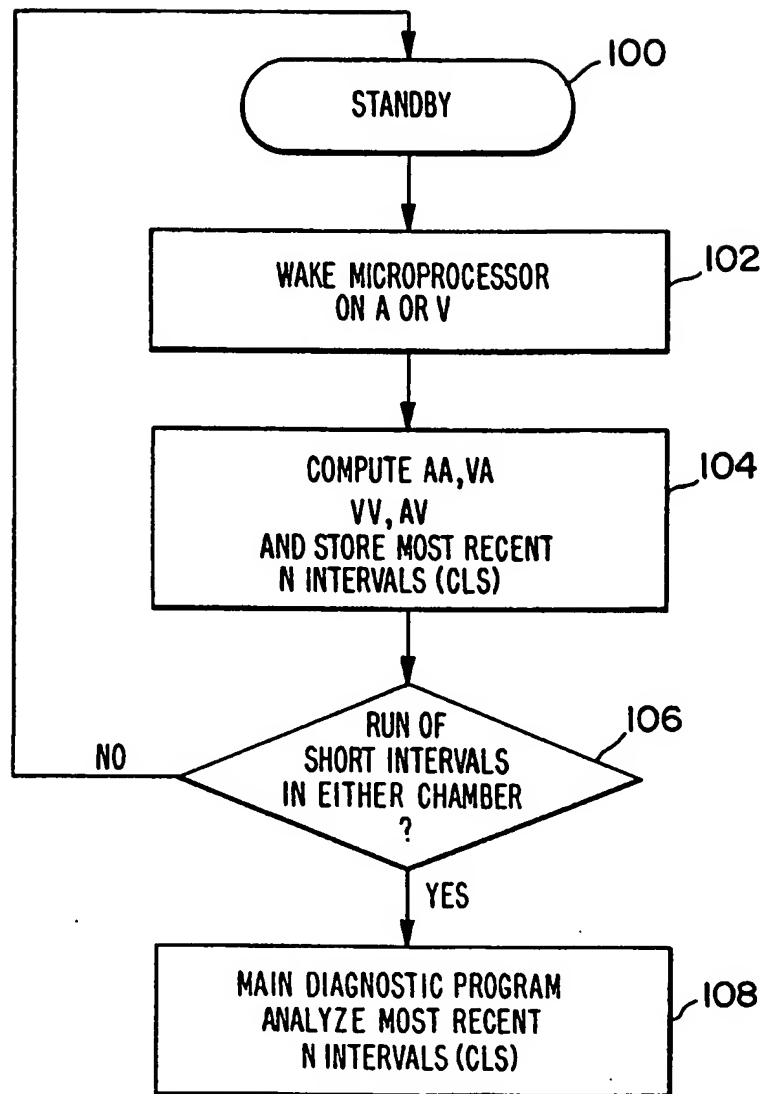 100
STANDBY
102
WAKE MICROPROCESSOR
ON A OR V
104
COMPUTE AA, VA
VV, AV
AND STORE MOST RECENT
N INTERVALS (CLS)
106
RUN OF
SHORT INTERVALS
IN EITHER CHAMBER
?
NO
YES
108
MAIN DIAGNOSTIC PROGRAM
ANALYZE MOST RECENT
N INTERVALS (CLS)